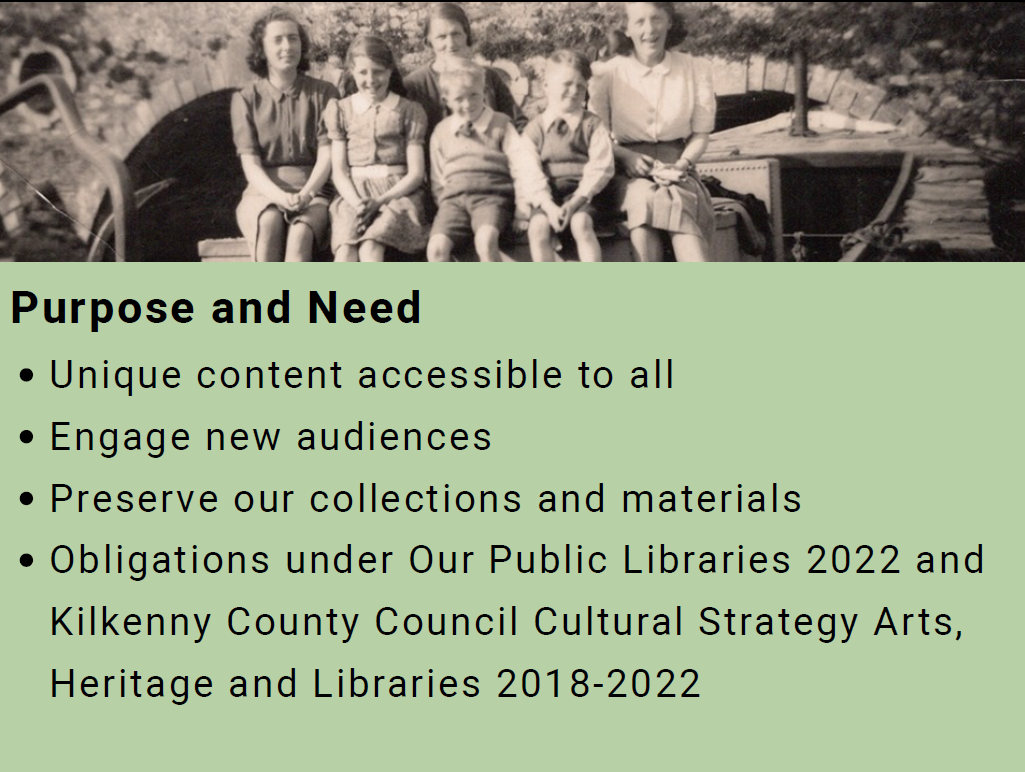 Purpose and Need
• Unique content accessible to all
• Engage new audiences
• Preserve our collections and materials
• Obligations under Our Public Libraries 2022 and
Kilkenny County Council Cultural Strategy Arts,
Heritage and Libraries 2018-2022